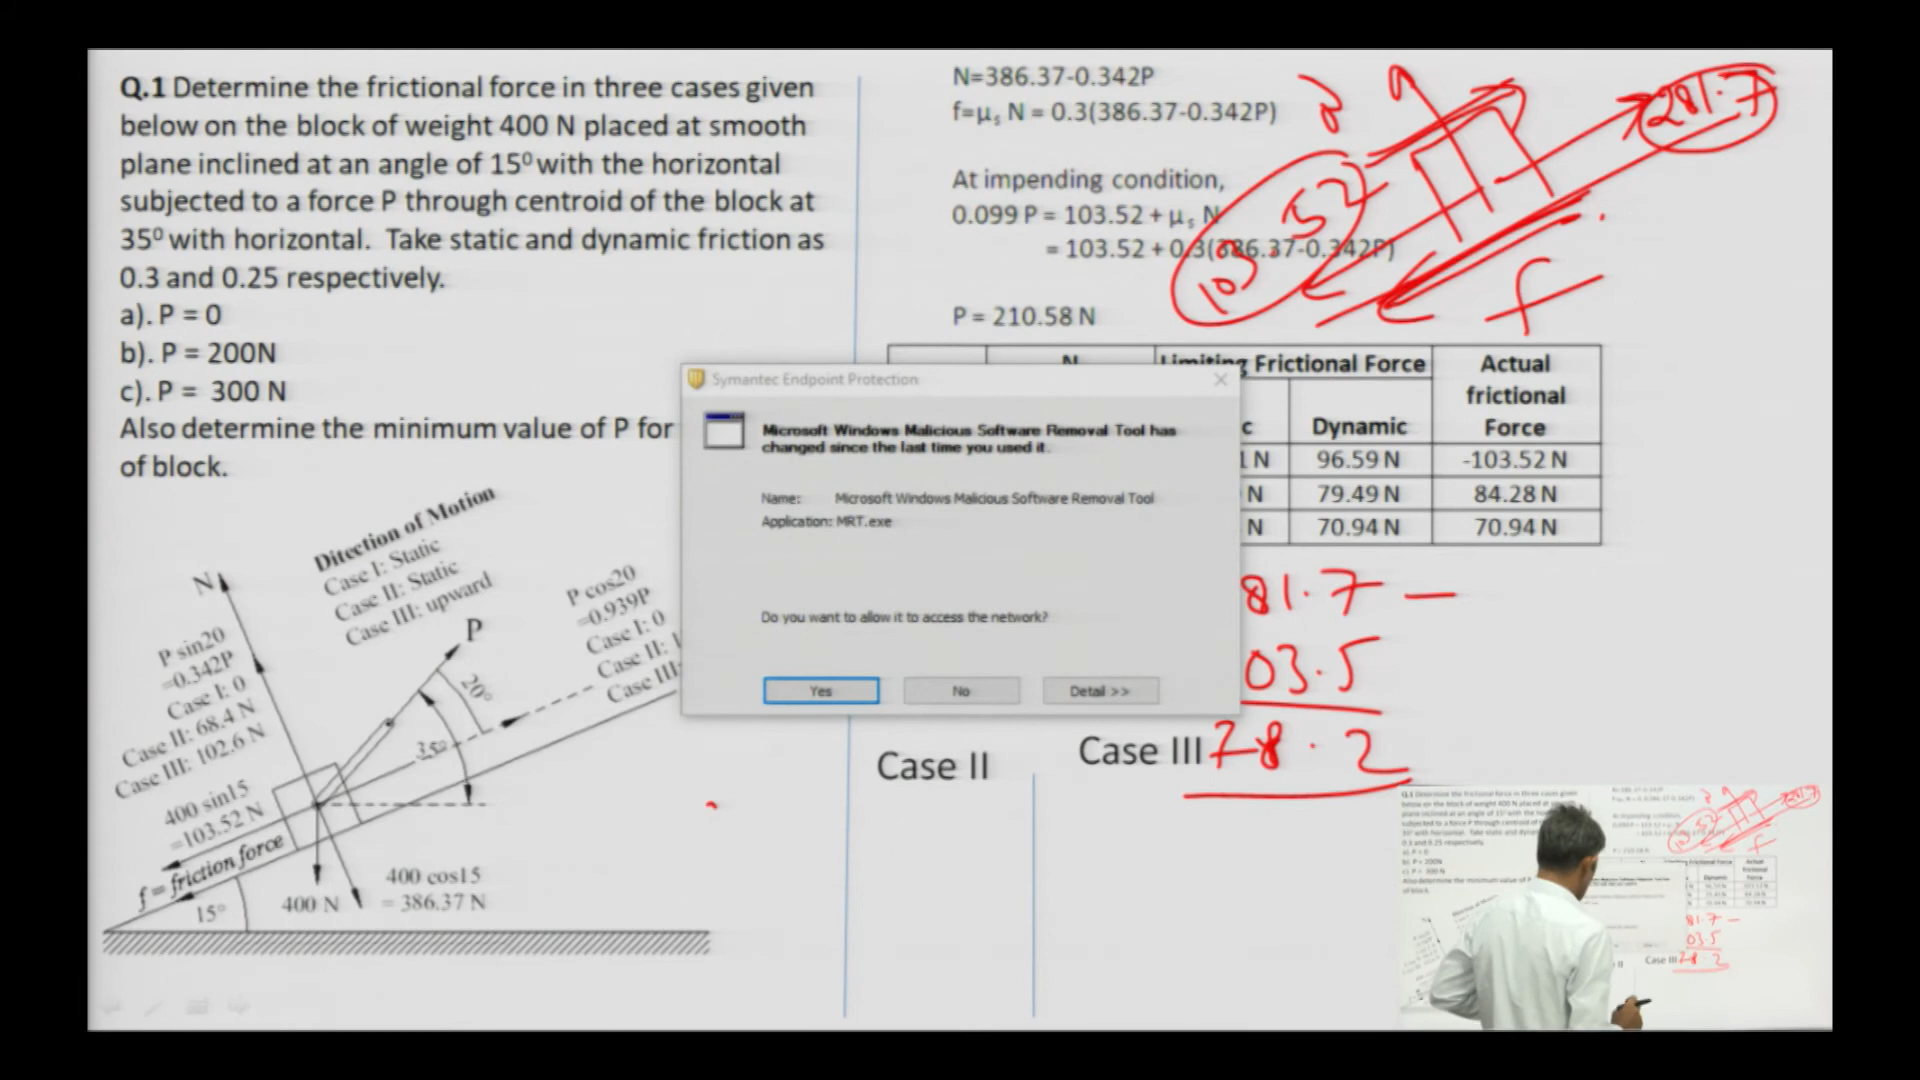 Q.1 Determine the frictional force in three cases given
below on the block of weight 400 N placed at smooth
plane inclined at an angle of 15⁰ with the horizontal
subjected to a force P through centroid of the block at
35⁰ with horizontal. Take static and dynamic friction as
0.3 and 0.25 respectively.
a). P = 0
b). P = 200N
c). P = 300 N
Also determine the minimum value of P for
of block.
Ditection of Motion
Case I: Static
Case II: Static
Case III: upward
N
P sin20
=0.342P
Case I: 0
Case II: 68.4 N
Case III: 102.6 N
P
P cos20
=0.939P
Case I: 0
Case II: 1
Case III:
20°
35°
400 sin15
=103.52 N
f = friction force
15°
400 N
400 cos15
= 386.37 N
N=386.37-0.342P
f=μs N = 0.3(386.37-0.342P)
At impending condition,
0.099 P = 103.52 + μs N
= 103.52 + 0.3(386.37-0.342P)
P = 210.58 N
281.7
103.52
f
N Limiting Frictional Force Actual
frictional
c Dynamic Force
1 N 96.59 N -103.52 N
N 79.49 N 84.28 N
N 70.94 N 70.94 N
Symantec Endpoint Protection
Microsoft Windows Malicious Software Removal Tool has
changed since the last time you used it.
Name: Microsoft Windows Malicious Software Removal Tool
Application: MRT.exe
Do you want to allow it to access the network?
Yes No Detail >>
81.7 —
03.5
78.2
Case II Case III